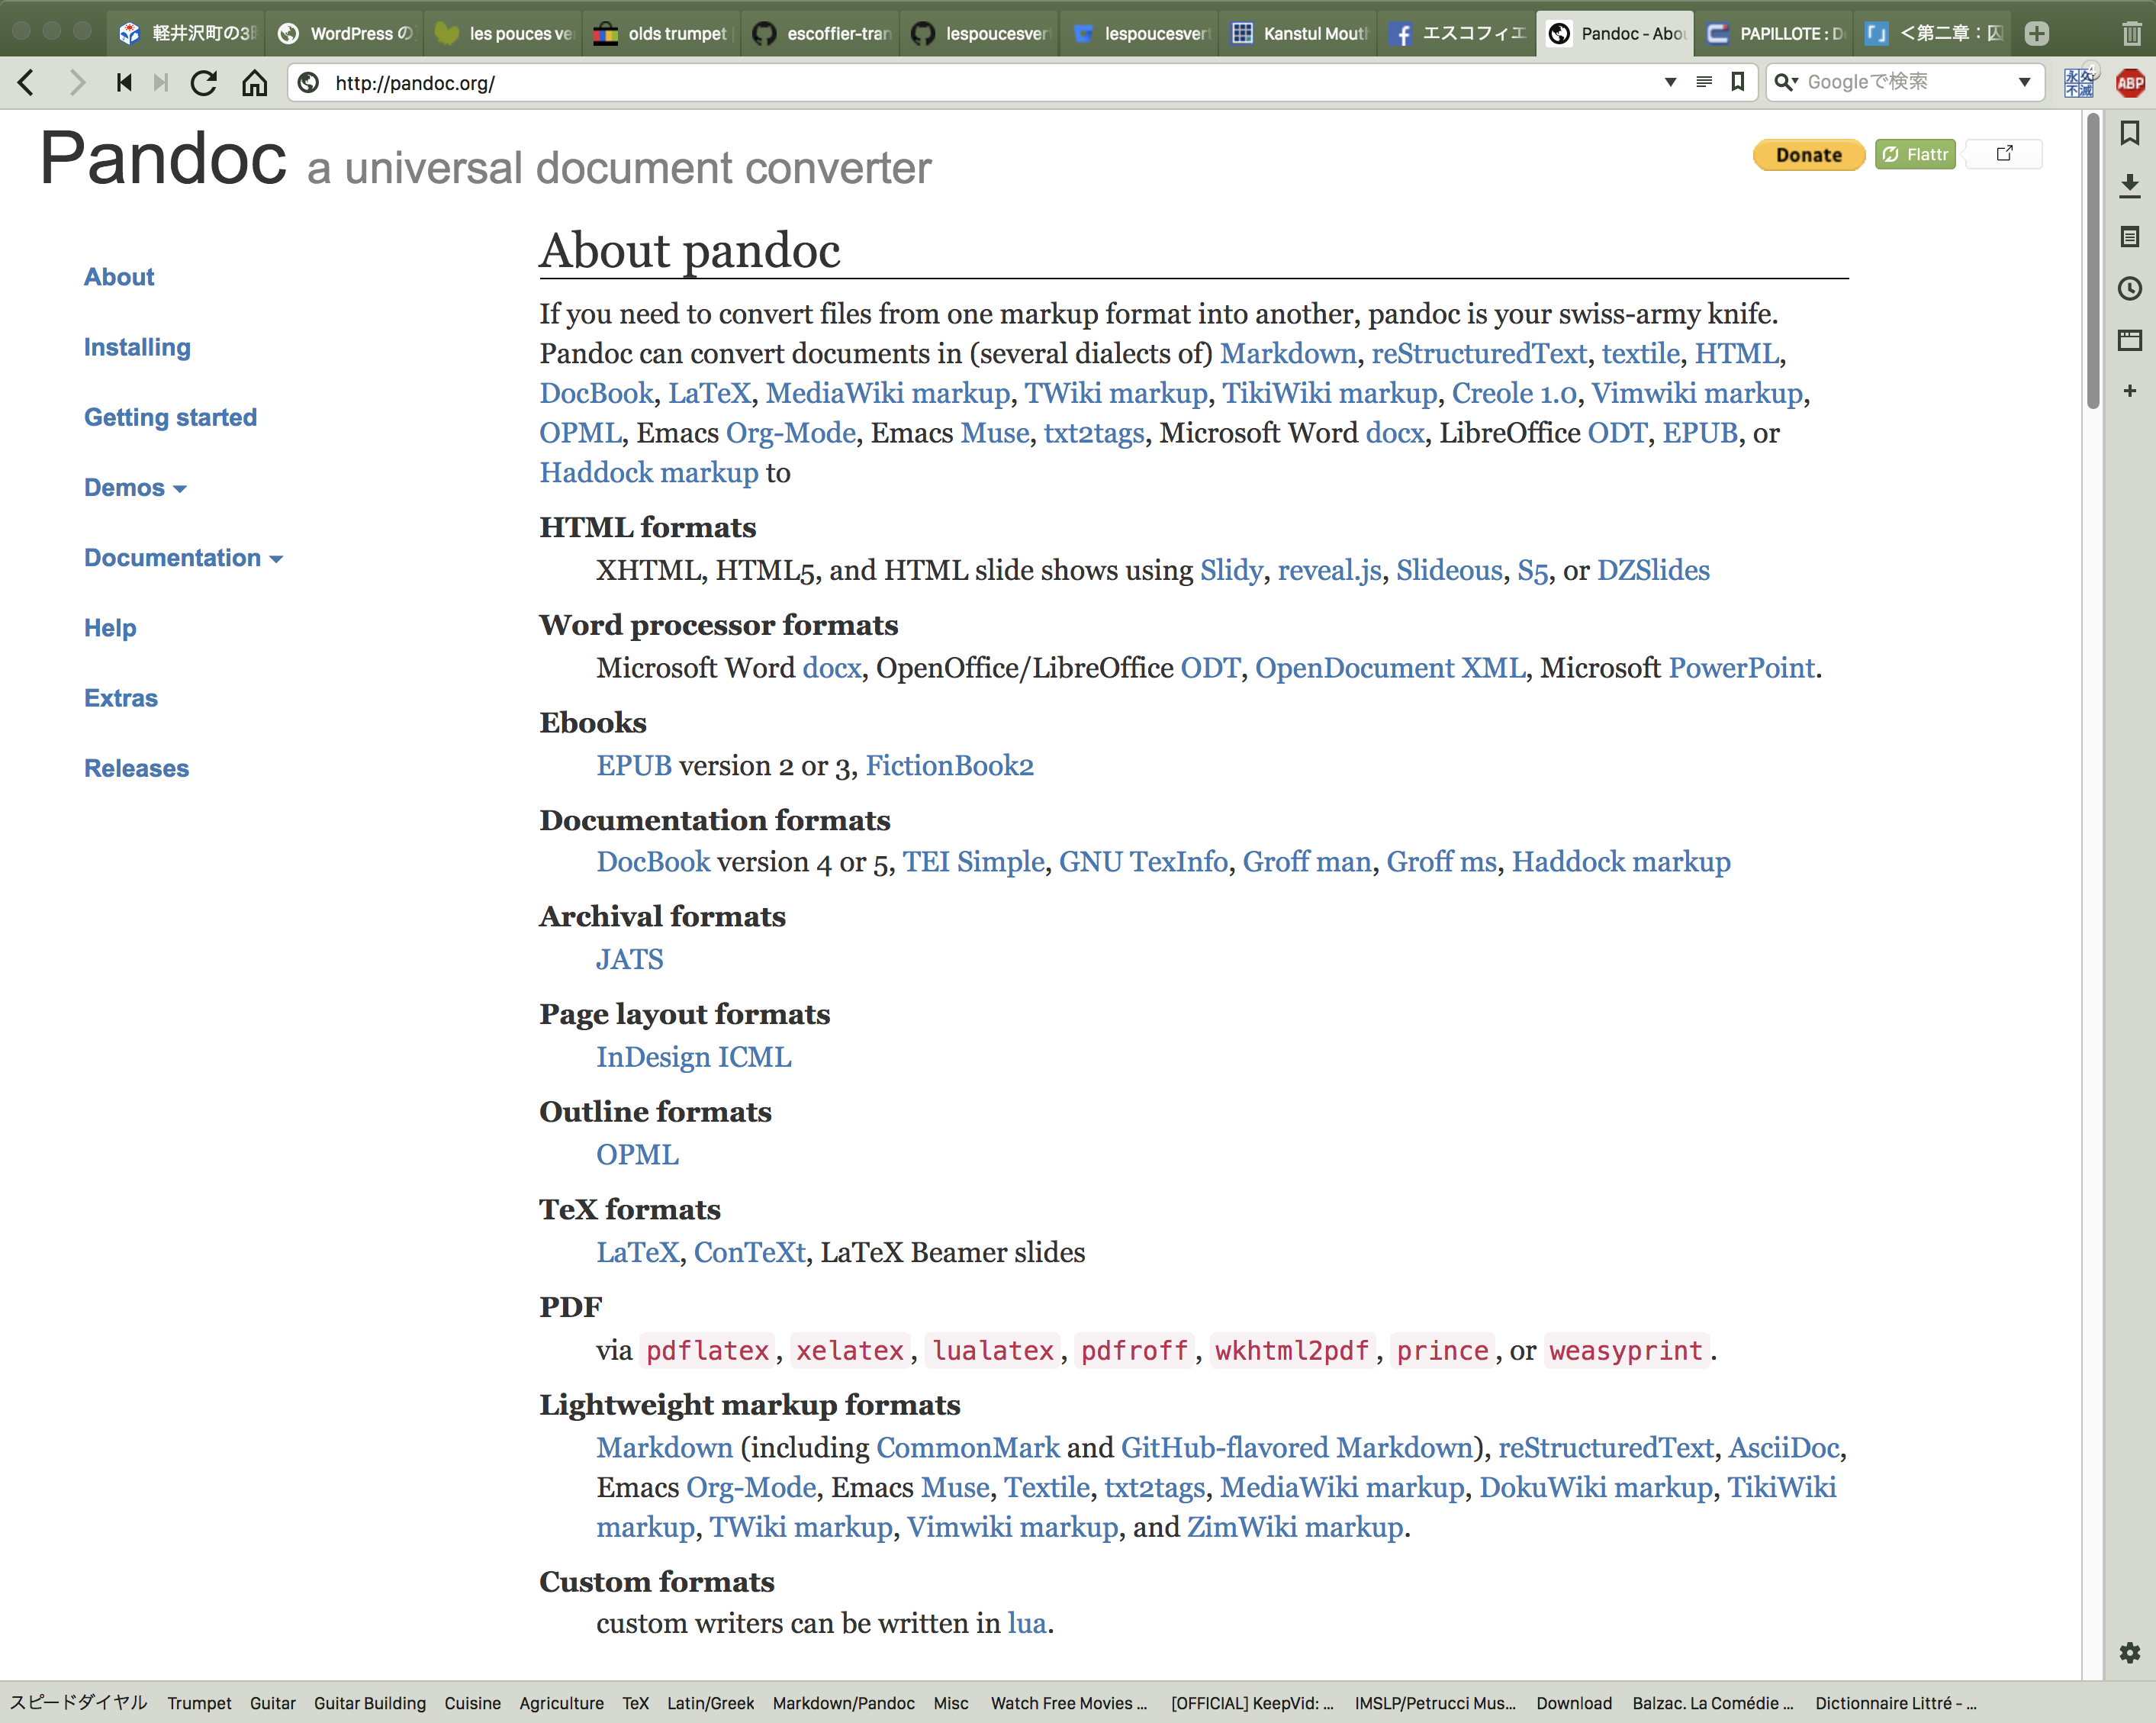 軽井沢町の3 WordPress の les pouces ve olds trumpet escoffier-tran lespoucesvert lespoucesvert Kanstul Mout エスコフィエ Pandoc - Abou PAPILLOTE : D <第二章：囚
http://pandoc.org/ Googleで検索 永久不滅 4 ABP
Pandoc a universal document converter
Donate Flattr
About
Installing
Getting started
Demos
Documentation
Help
Extras
Releases
About pandoc
If you need to convert files from one markup format into another, pandoc is your swiss-army knife.
Pandoc can convert documents in (several dialects of) Markdown, reStructuredText, textile, HTML,
DocBook, LaTeX, MediaWiki markup, TWiki markup, TikiWiki markup, Creole 1.0, Vimwiki markup,
OPML, Emacs Org-Mode, Emacs Muse, txt2tags, Microsoft Word docx, LibreOffice ODT, EPUB, or
Haddock markup to
HTML formats
XHTML, HTML5, and HTML slide shows using Slidy, reveal.js, Slideous, S5, or DZSlides
Word processor formats
Microsoft Word docx, OpenOffice/LibreOffice ODT, OpenDocument XML, Microsoft PowerPoint.
Ebooks
EPUB version 2 or 3, FictionBook2
Documentation formats
DocBook version 4 or 5, TEI Simple, GNU TexInfo, Groff man, Groff ms, Haddock markup
Archival formats
JATS
Page layout formats
InDesign ICML
Outline formats
OPML
TeX formats
LaTeX, ConTeXt, LaTeX Beamer slides
PDF
via pdflatex, xelatex, lualatex, pdfroff, wkhtml2pdf, prince, or weasyprint.
Lightweight markup formats
Markdown (including CommonMark and GitHub-flavored Markdown), reStructuredText, AsciiDoc,
Emacs Org-Mode, Emacs Muse, Textile, txt2tags, MediaWiki markup, DokuWiki markup, TikiWiki
markup, TWiki markup, Vimwiki markup, and ZimWiki markup.
Custom formats
custom writers can be written in lua.
スピードダイヤル Trumpet Guitar Guitar Building Cuisine Agriculture TeX Latin/Greek Markdown/Pandoc Misc Watch Free Movies ... [OFFICIAL] KeepVid: ... IMSLP/Petrucci Mus... Download Balzac. La Comédie ... Dictionnaire Littré - ...